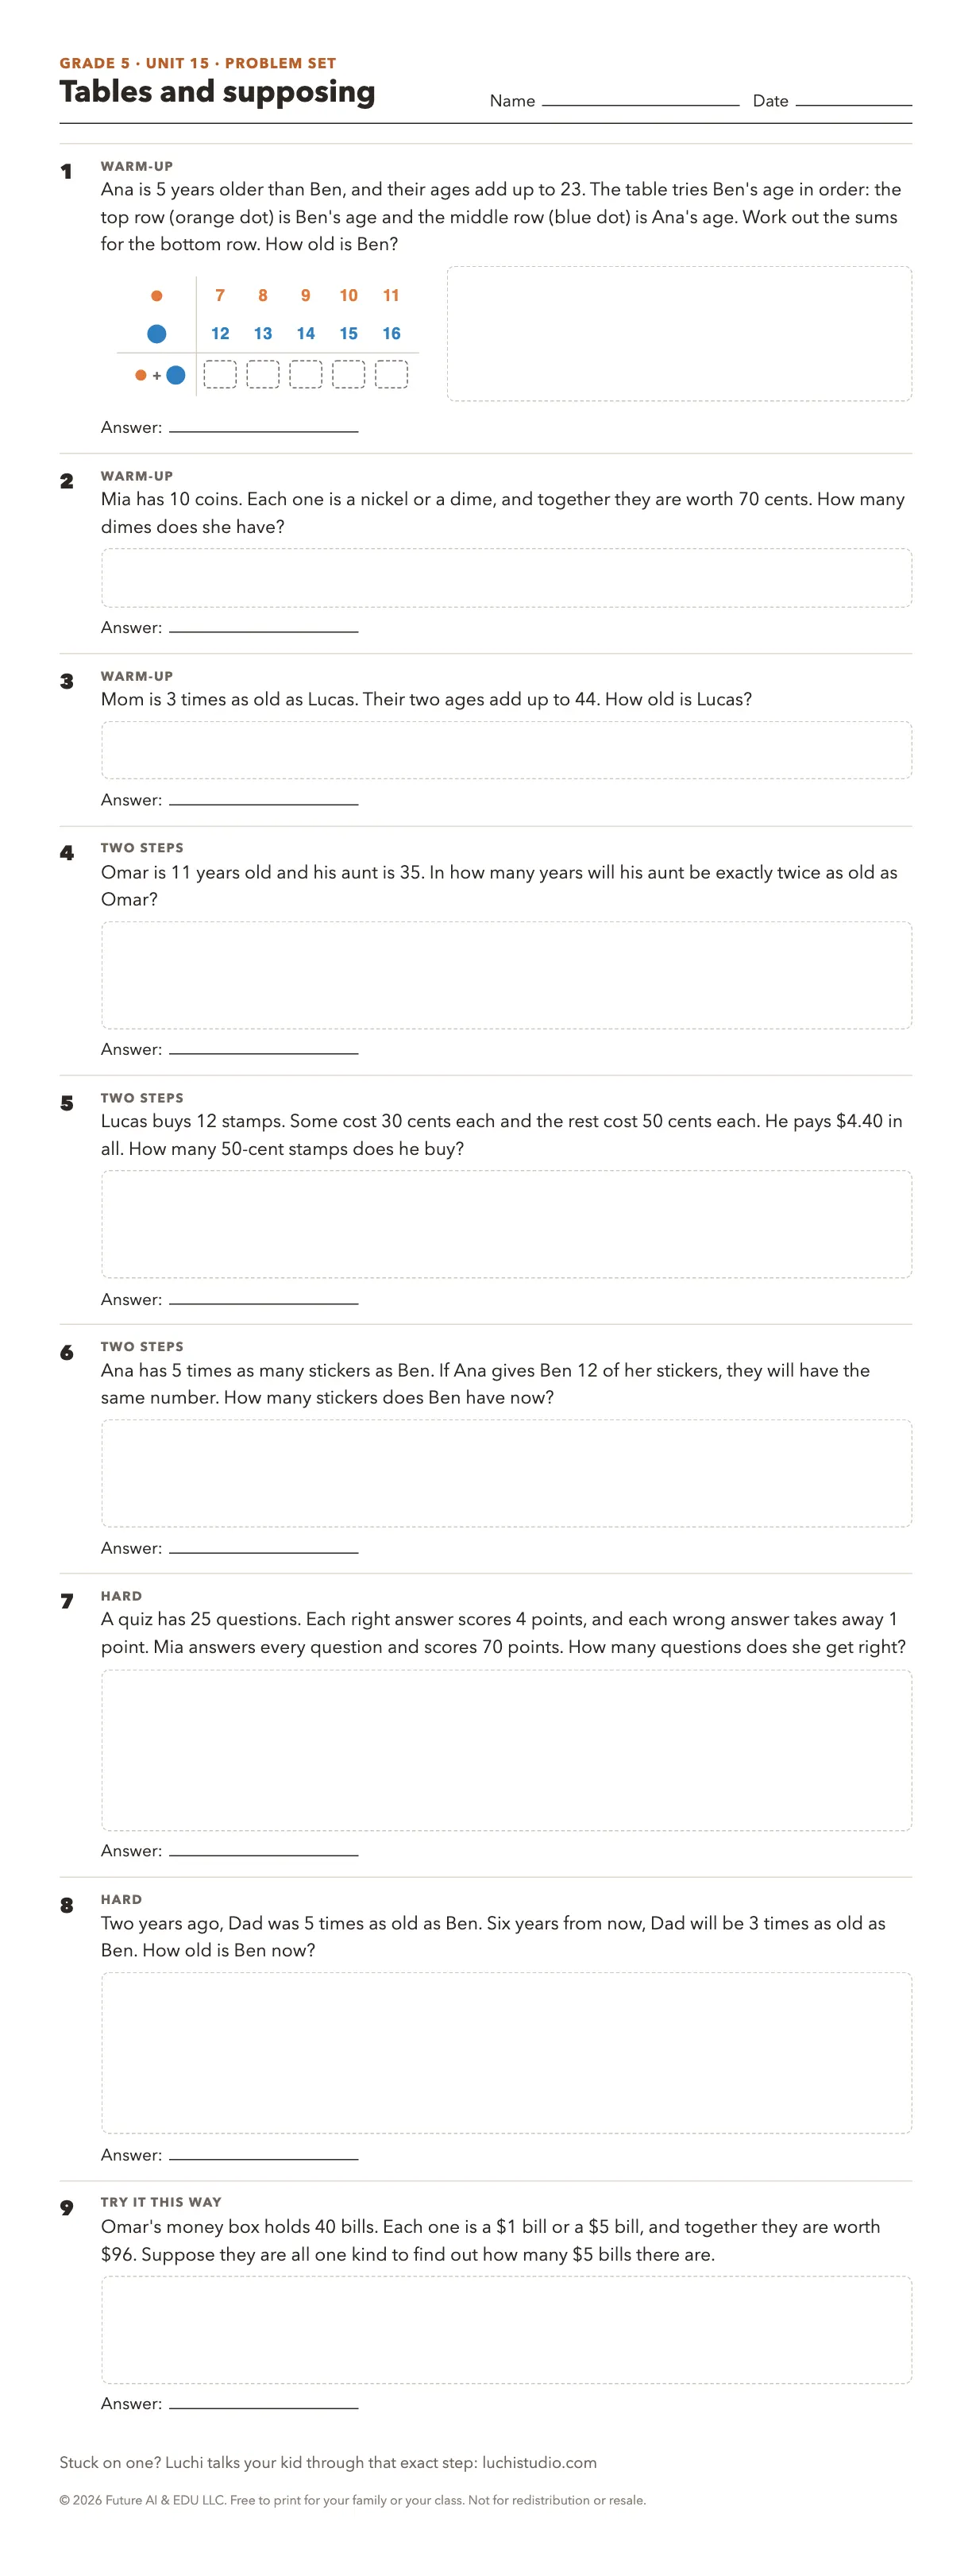 GRADE 5 · UNIT 15 · PROBLEM SET
Tables and supposing
Name
Date
1
WARM-UP
Ana is 5 years older than Ben, and their ages add up to 23. The table tries Ben's age in order: the
top row (orange dot) is Ben's age and the middle row (blue dot) is Ana's age. Work out the sums
for the bottom row. How old is Ben?
7 8 9 10 11
12 13 14 15 16
+
Answer:
2
WARM-UP
Mia has 10 coins. Each one is a nickel or a dime, and together they are worth 70 cents. How many
dimes does she have?
Answer:
3
WARM-UP
Mom is 3 times as old as Lucas. Their two ages add up to 44. How old is Lucas?
Answer:
4
TWO STEPS
Omar is 11 years old and his aunt is 35. In how many years will his aunt be exactly twice as old as
Omar?
Answer:
5
TWO STEPS
Lucas buys 12 stamps. Some cost 30 cents each and the rest cost 50 cents each. He pays $4.40 in
all. How many 50-cent stamps does he buy?
Answer:
6
TWO STEPS
Ana has 5 times as many stickers as Ben. If Ana gives Ben 12 of her stickers, they will have the
same number. How many stickers does Ben have now?
Answer:
7
HARD
A quiz has 25 questions. Each right answer scores 4 points, and each wrong answer takes away 1
point. Mia answers every question and scores 70 points. How many questions does she get right?
Answer:
8
HARD
Two years ago, Dad was 5 times as old as Ben. Six years from now, Dad will be 3 times as old as
Ben. How old is Ben now?
Answer:
9
TRY IT THIS WAY
Omar's money box holds 40 bills. Each one is a $1 bill or a $5 bill, and together they are worth
$96. Suppose they are all one kind to find out how many $5 bills there are.
Answer:
Stuck on one? Luchi talks your kid through that exact step: luchistudio.com
© 2026 Future AI & EDU LLC. Free to print for your family or your class. Not for redistribution or resale.